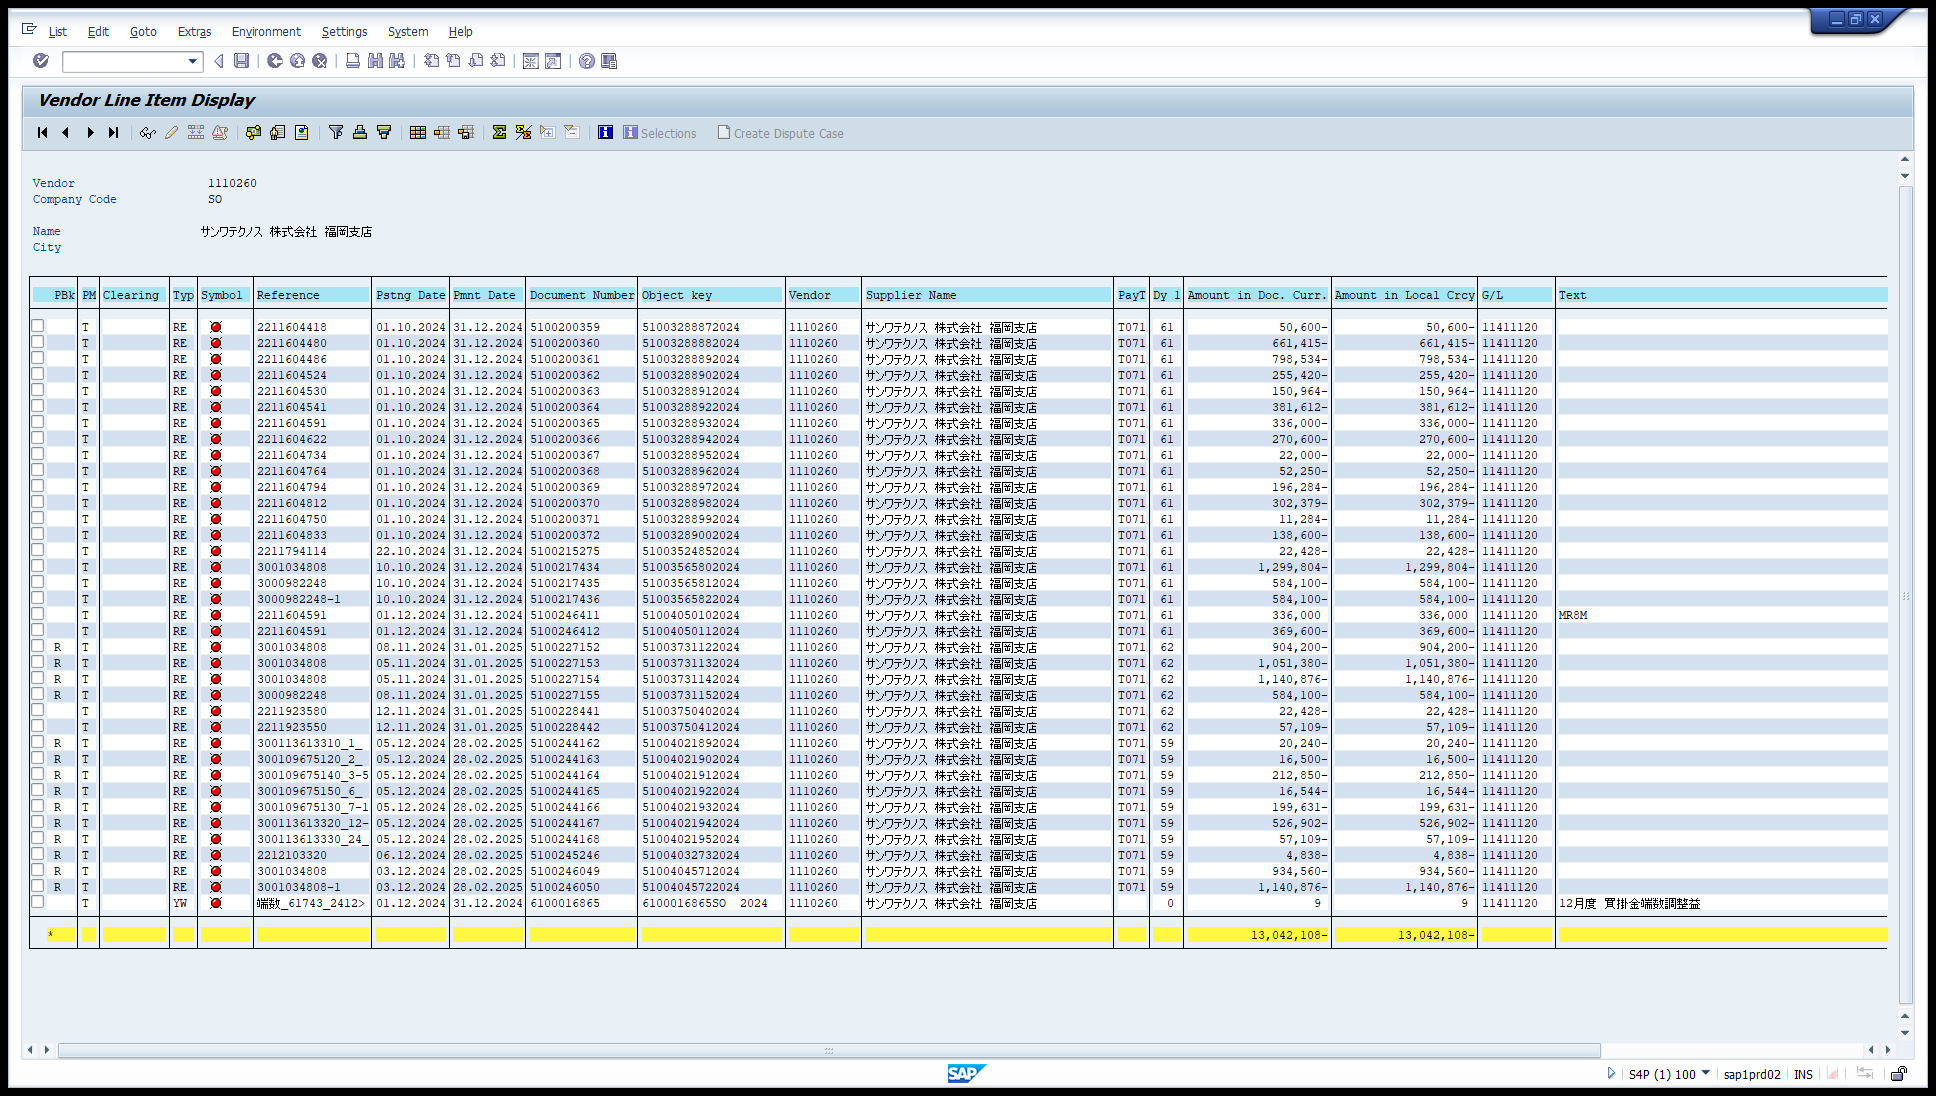 List Edit Goto Extras Environment Settings System Help
Vendor Line Item Display
Selections Create Dispute Case
Vendor 1110260
Company Code SO
Name サンワテクノス 株式会社 福岡支店
City
PBk PM Clearing Typ Symbol Reference Pstng Date Pmnt Date Document Number Object key Vendor Supplier Name PayT Dy 1 Amount in Doc. Curr. Amount in Local Crcy G/L Text
T RE 2211604418 01.10.2024 31.12.2024 5100200359 51003288872024 1110260 サンワテクノス 株式会社 福岡支店 T071 61 50,600- 50,600- 11411120
T RE 2211604480 01.10.2024 31.12.2024 5100200360 51003288882024 1110260 サンワテクノス 株式会社 福岡支店 T071 61 661,415- 661,415- 11411120
T RE 2211604486 01.10.2024 31.12.2024 5100200361 51003288892024 1110260 サンワテクノス 株式会社 福岡支店 T071 61 798,534- 798,534- 11411120
T RE 2211604524 01.10.2024 31.12.2024 5100200362 51003288902024 1110260 サンワテクノス 株式会社 福岡支店 T071 61 255,420- 255,420- 11411120
T RE 2211604530 01.10.2024 31.12.2024 5100200363 51003288912024 1110260 サンワテクノス 株式会社 福岡支店 T071 61 150,964- 150,964- 11411120
T RE 2211604541 01.10.2024 31.12.2024 5100200364 51003288922024 1110260 サンワテクノス 株式会社 福岡支店 T071 61 381,612- 381,612- 11411120
T RE 2211604591 01.10.2024 31.12.2024 5100200365 51003288932024 1110260 サンワテクノス 株式会社 福岡支店 T071 61 336,000- 336,000- 11411120
T RE 2211604622 01.10.2024 31.12.2024 5100200366 51003288942024 1110260 サンワテクノス 株式会社 福岡支店 T071 61 270,600- 270,600- 11411120
T RE 2211604734 01.10.2024 31.12.2024 5100200367 51003288952024 1110260 サンワテクノス 株式会社 福岡支店 T071 61 22,000- 22,000- 11411120
T RE 2211604764 01.10.2024 31.12.2024 5100200368 51003288962024 1110260 サンワテクノス 株式会社 福岡支店 T071 61 52,250- 52,250- 11411120
T RE 2211604794 01.10.2024 31.12.2024 5100200369 51003288972024 1110260 サンワテクノス 株式会社 福岡支店 T071 61 196,284- 196,284- 11411120
T RE 2211604812 01.10.2024 31.12.2024 5100200370 51003288982024 1110260 サンワテクノス 株式会社 福岡支店 T071 61 302,379- 302,379- 11411120
T RE 2211604750 01.10.2024 31.12.2024 5100200371 51003288992024 1110260 サンワテクノス 株式会社 福岡支店 T071 61 11,284- 11,284- 11411120
T RE 2211604833 01.10.2024 31.12.2024 5100200372 51003289002024 1110260 サンワテクノス 株式会社 福岡支店 T071 61 138,600- 138,600- 11411120
T RE 2211794114 22.10.2024 31.12.2024 5100215275 51003524852024 1110260 サンワテクノス 株式会社 福岡支店 T071 61 22,428- 22,428- 11411120
T RE 3001034808 10.10.2024 31.12.2024 5100217434 51003565802024 1110260 サンワテクノス 株式会社 福岡支店 T071 61 1,299,804- 1,299,804- 11411120
T RE 3000982248 10.10.2024 31.12.2024 5100217435 51003565812024 1110260 サンワテクノス 株式会社 福岡支店 T071 61 584,100- 584,100- 11411120
T RE 3000982248-1 10.10.2024 31.12.2024 5100217436 51003565822024 1110260 サンワテクノス 株式会社 福岡支店 T071 61 584,100- 584,100- 11411120
T RE 2211604591 01.12.2024 31.12.2024 5100246411 51004050102024 1110260 サンワテクノス 株式会社 福岡支店 T071 61 336,000 336,000 11411120 MR8M
T RE 2211604591 01.12.2024 31.12.2024 5100246412 51004050112024 1110260 サンワテクノス 株式会社 福岡支店 T071 61 369,600- 369,600- 11411120
R T RE 3001034808 08.11.2024 31.01.2025 5100227152 51003731122024 1110260 サンワテクノス 株式会社 福岡支店 T071 62 904,200- 904,200- 11411120
R T RE 3001034808 05.11.2024 31.01.2025 5100227153 51003731132024 1110260 サンワテクノス 株式会社 福岡支店 T071 62 1,051,380- 1,051,380- 11411120
R T RE 3001034808 05.11.2024 31.01.2025 5100227154 51003731142024 1110260 サンワテクノス 株式会社 福岡支店 T071 62 1,140,876- 1,140,876- 11411120
R T RE 3000982248 08.11.2024 31.01.2025 5100227155 51003731152024 1110260 サンワテクノス 株式会社 福岡支店 T071 62 584,100- 584,100- 11411120
T RE 2211923580 12.11.2024 31.01.2025 5100228441 51003750402024 1110260 サンワテクノス 株式会社 福岡支店 T071 62 22,428- 22,428- 11411120
T RE 2211923550 12.11.2024 31.01.2025 5100228442 51003750412024 1110260 サンワテクノス 株式会社 福岡支店 T071 62 57,109- 57,109- 11411120
R T RE 300113613310_1_ 05.12.2024 28.02.2025 5100244162 51004021892024 1110260 サンワテクノス 株式会社 福岡支店 T071 59 20,240- 20,240- 11411120
R T RE 300109675120_2_ 05.12.2024 28.02.2025 5100244163 51004021902024 1110260 サンワテクノス 株式会社 福岡支店 T071 59 16,500- 16,500- 11411120
R T RE 300109675140_3-5 05.12.2024 28.02.2025 5100244164 51004021912024 1110260 サンワテクノス 株式会社 福岡支店 T071 59 212,850- 212,850- 11411120
R T RE 300109675150_6_ 05.12.2024 28.02.2025 5100244165 51004021922024 1110260 サンワテクノス 株式会社 福岡支店 T071 59 16,544- 16,544- 11411120
R T RE 300109675130_7-1 05.12.2024 28.02.2025 5100244166 51004021932024 1110260 サンワテクノス 株式会社 福岡支店 T071 59 199,631- 199,631- 11411120
R T RE 300113613320_12- 05.12.2024 28.02.2025 5100244167 51004021942024 1110260 サンワテクノス 株式会社 福岡支店 T071 59 526,902- 526,902- 11411120
R T RE 300113613330_24_ 05.12.2024 28.02.2025 5100244168 51004021952024 1110260 サンワテクノス 株式会社 福岡支店 T071 59 57,109- 57,109- 11411120
R T RE 2212103320 06.12.2024 28.02.2025 5100245246 51004032732024 1110260 サンワテクノス 株式会社 福岡支店 T071 59 4,838- 4,838- 11411120
R T RE 3001034808 03.12.2024 28.02.2025 5100246049 51004045712024 1110260 サンワテクノス 株式会社 福岡支店 T071 59 934,560- 934,560- 11411120
R T RE 3001034808-1 03.12.2024 28.02.2025 5100246050 51004045722024 1110260 サンワテクノス 株式会社 福岡支店 T071 59 1,140,876- 1,140,876- 11411120
T YW 端数_61743_2412> 01.12.2024 31.12.2024 6100016865 6100016865SO 2024 1110260 サンワテクノス 株式会社 福岡支店 0 9 9 11411120 12月度 買掛金端数調整益
* 13,042,108- 13,042,108-
SAP
S4P (1) 100 sap1prd02 INS